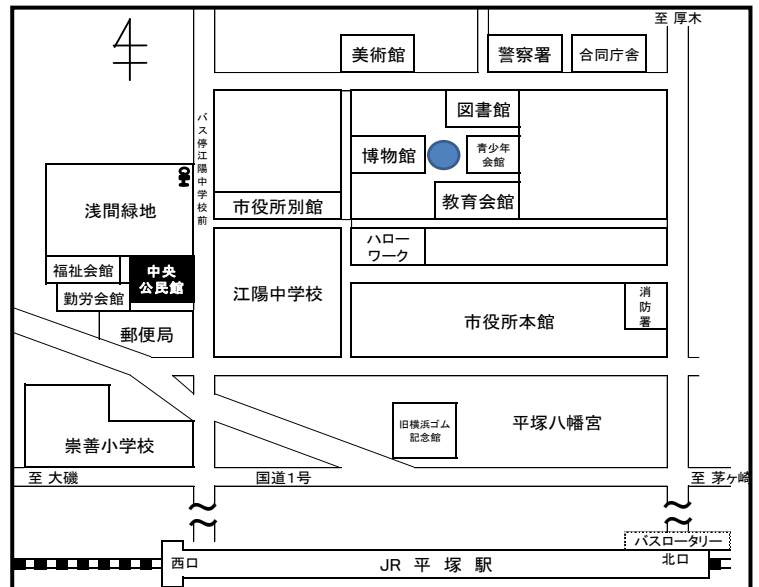 至 厚木
美術館
警察署
合同庁舎
図書館
バス停江陽中学校前
博物館
青少年
会館
浅間緑地
市役所別館
教育会館
ハロー
ワーク
福祉会館
中央
公民館
勤労会館
江陽中学校
市役所本館
消防署
郵便局
旧横浜ゴム
記念館
平塚八幡宮
崇善小学校
至 大磯
国道1号
至 茅ヶ崎
バスロータリー
西口
JR 平 塚 駅
北口